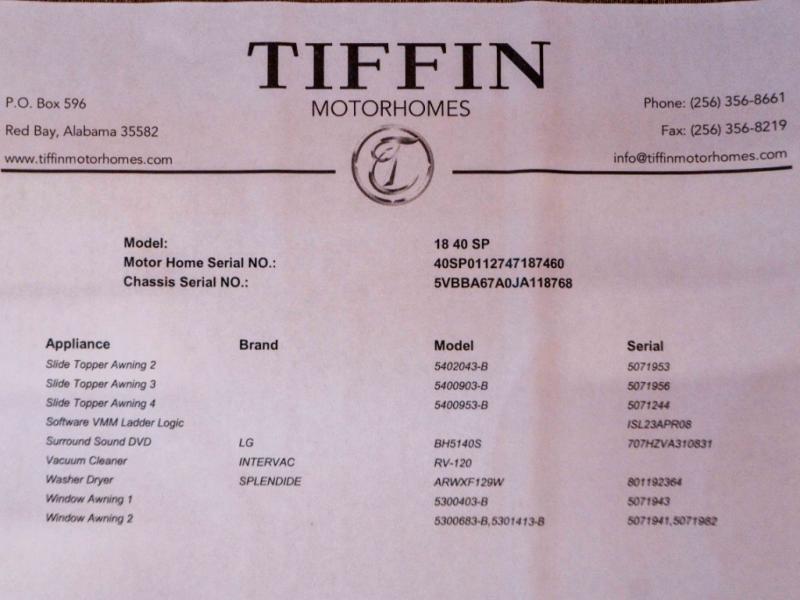 TIFFIN
MOTORHOMES
P.O. Box 596
Red Bay, Alabama 35582
www.tiffinmotorhomes.com
Phone: (256) 356-8661
Fax: (256) 356-8219
info@tiffinmotorhomes.com
T
Model: 18 40 SP
Motor Home Serial NO.: 40SP0112747187460
Chassis Serial NO.: 5VBBA67A0JA118768
Appliance Brand Model Serial
Slide Topper Awning 2 5402043-B 5071953
Slide Topper Awning 3 5400903-B 5071956
Slide Topper Awning 4 5400953-B 5071244
Software VMM Ladder Logic ISL23APR08
Surround Sound DVD LG BH5140S 707HZVA310831
Vacuum Cleaner INTERVAC RV-120
Washer Dryer SPLENDIDE ARWXF129W 801192364
Window Awning 1 5300403-B 5071943
Window Awning 2 5300683-B,5301413-B 5071941,5071982